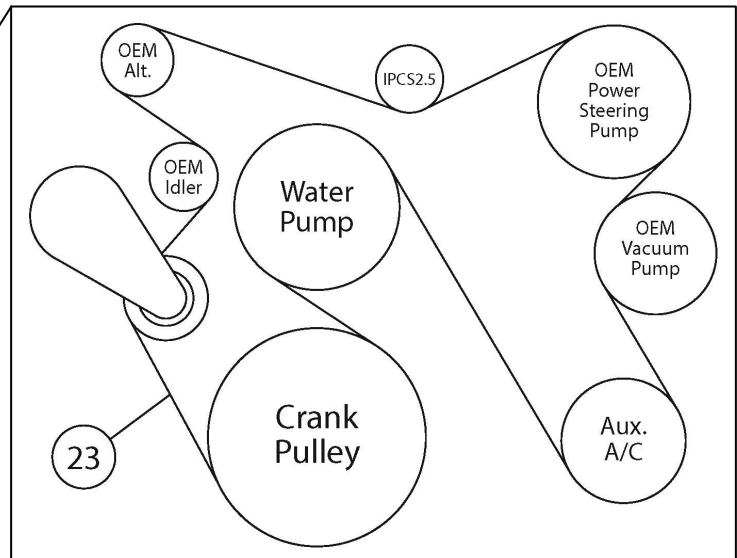 OEM
Alt.
IPCS2.5
OEM
Power
Steering
Pump
OEM
Idler
Water
Pump
OEM
Vacuum
Pump
Crank
Pulley
Aux.
A/C
23